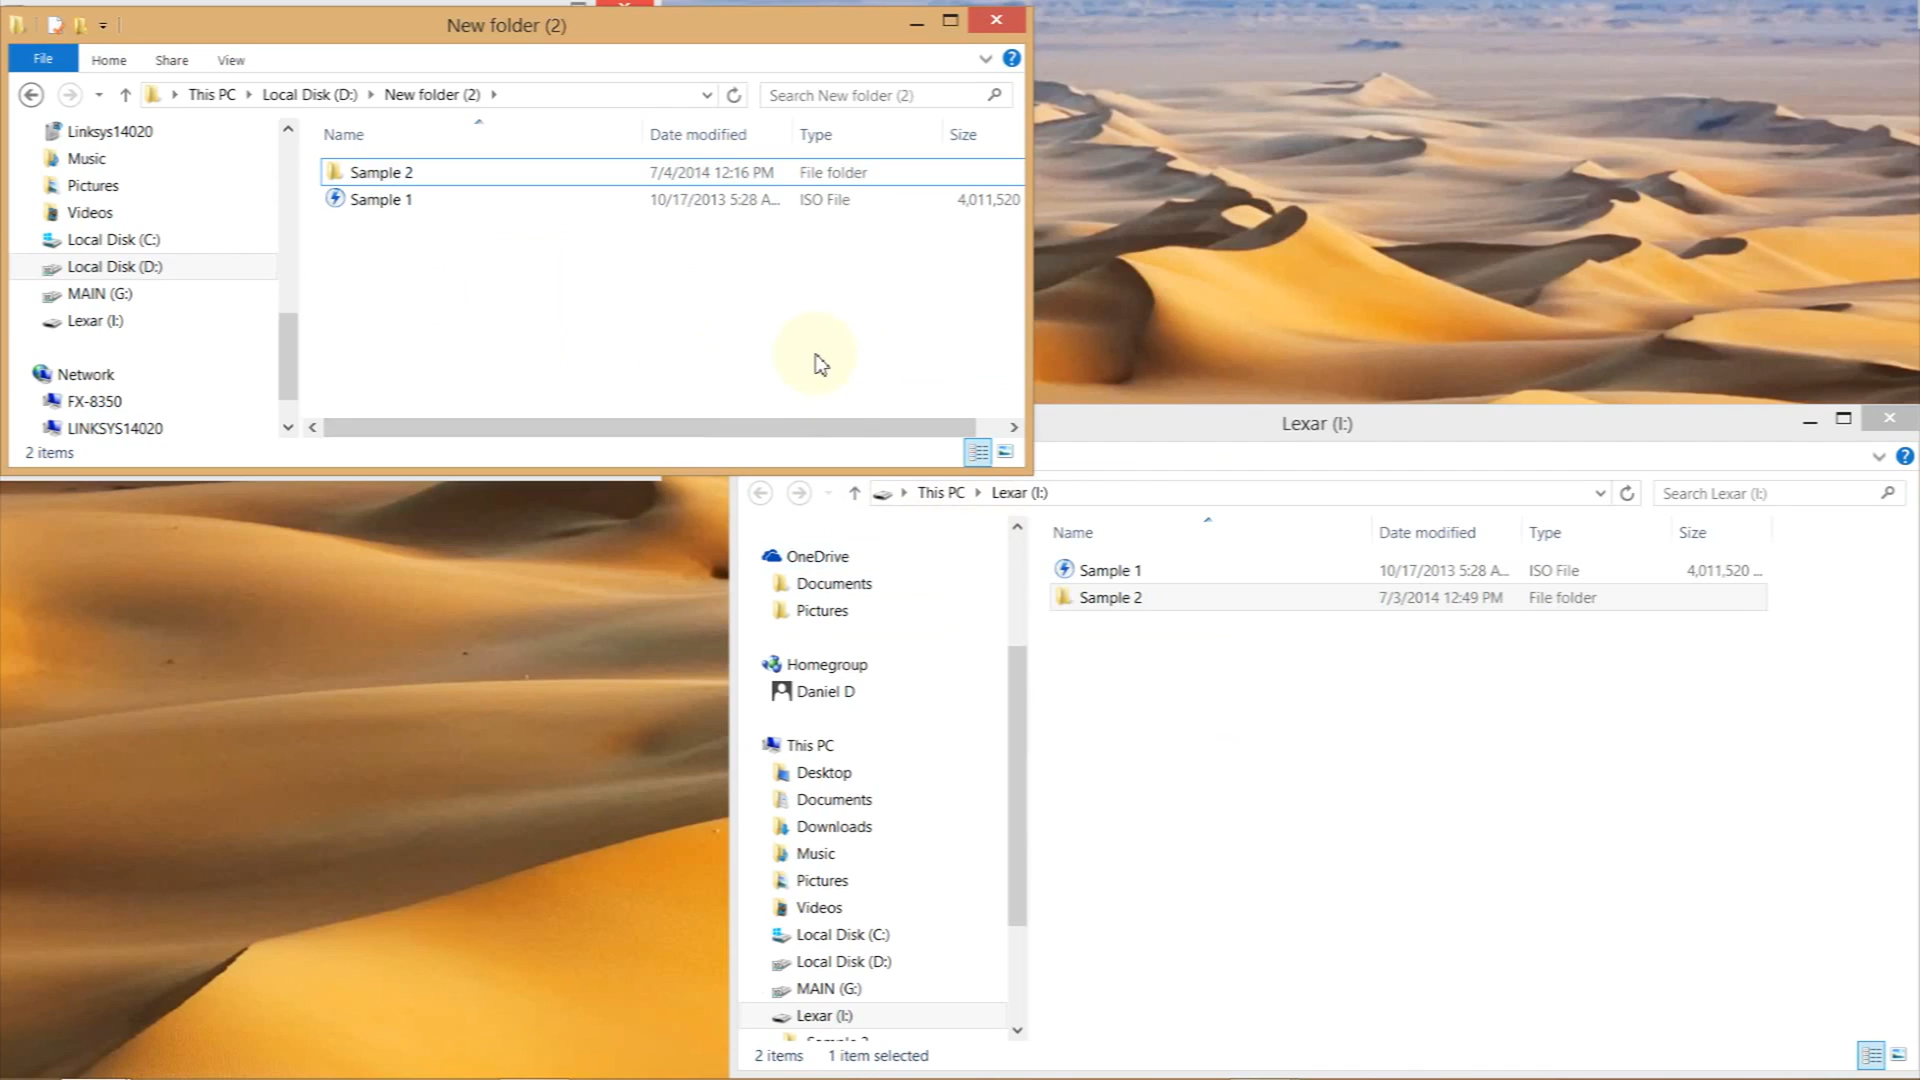 New folder (2)
File
Home
Share
View
This PC
Local Disk (D:)
New folder (2)
Search New folder (2)
Linksys14020
Music
Pictures
Videos
Local Disk (C:)
Local Disk (D:)
MAIN (G:)
Lexar (I:)
Network
FX-8350
LINKSYS14020
Name
Date modified
Type
Size
Sample 2
7/4/2014 12:16 PM
File folder
Sample 1
10/17/2013 5:28 A...
ISO File
4,011,520
2 items
Lexar (I:)
This PC
Lexar (I:)
Search Lexar (I:)
OneDrive
Documents
Pictures
Homegroup
Daniel D
This PC
Desktop
Documents
Downloads
Music
Pictures
Videos
Local Disk (C:)
Local Disk (D:)
MAIN (G:)
Lexar (I:)
Name
Date modified
Type
Size
Sample 1
10/17/2013 5:28 A...
ISO File
4,011,520 ...
Sample 2
7/3/2014 12:49 PM
File folder
2 items
1 item selected